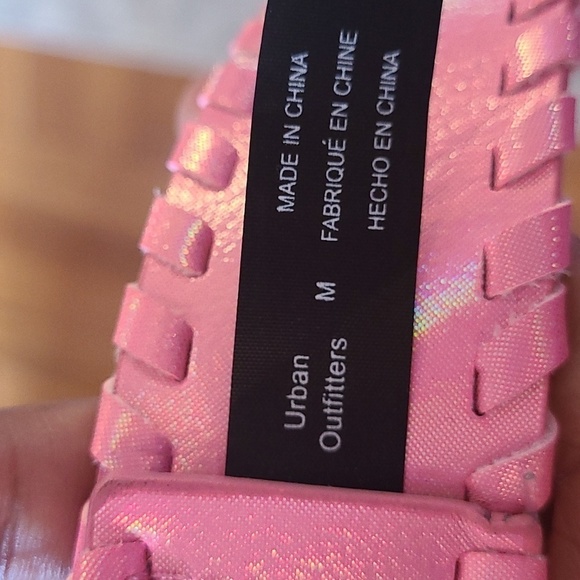 Urban
Outfitters
M
MADE IN CHINA
FABRIQUÉ EN CHINE
HECHO EN CHINA